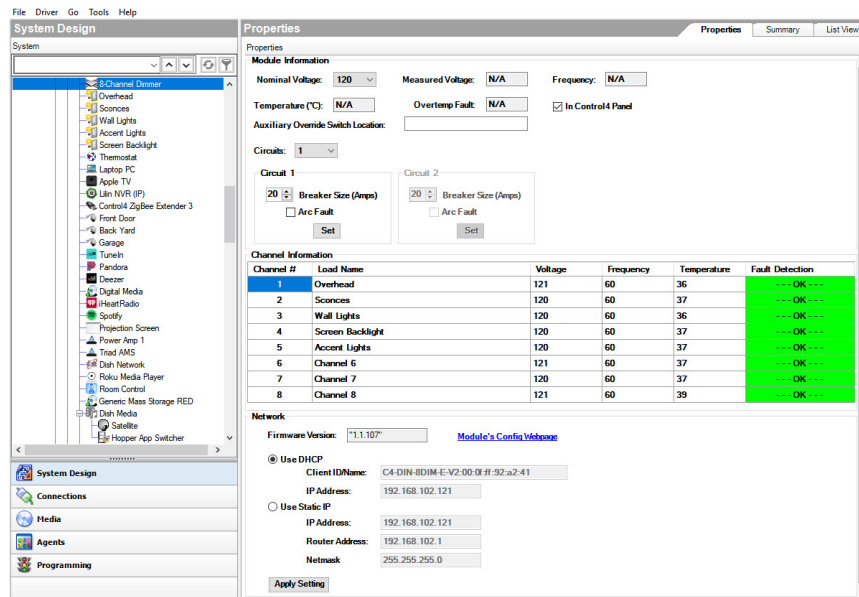 File Driver Go Tools Help
System Design
System
8-Channel Dimmer
Overhead
Sconces
Wall Lights
Accent Lights
Screen Backlight
Thermostat
Laptop PC
Apple TV
Lilin NVR (IP)
Control4 ZigBee Extender 3
Front Door
Back Yard
Garage
TuneIn
Pandora
Deezer
Digital Media
iHeartRadio
Spotify
Projection Screen
Power Amp 1
Triad AMS
Dish Network
Roku Media Player
Room Control
Generic Mass Storage RED
Dish Media
Satellite
Hopper App Switcher
System Design
Connections
Media
Agents
Programming
Properties Properties Summary List View
Properties
Module Information
Nominal Voltage: 120 Measured Voltage: N/A Frequency: N/A
Temperature (°C): N/A Overtemp Fault: N/A In Control4 Panel
Auxiliary Override Switch Location:
Circuits: 1
Circuit 1 Circuit 2
20 Breaker Size (Amps) 20 Breaker Size (Amps)
Arc Fault Arc Fault
Set Set
Channel Information
Channel # Load Name Voltage Frequency Temperature Fault Detection
1 Overhead 121 60 36 - - - OK - - -
2 Sconces 120 60 37 - - - OK - - -
3 Wall Lights 120 60 36 - - - OK - - -
4 Screen Backlight 120 60 37 - - - OK - - -
5 Accent Lights 120 60 37 - - - OK - - -
6 Channel 6 121 60 37 - - - OK - - -
7 Channel 7 120 60 37 - - - OK - - -
8 Channel 8 121 60 39 - - - OK - - -
Network
Firmware Version: "1.1.107" Module's Config Webpage
Use DHCP
Client ID/Name: C4-DIN-8DIM-E-V2:00:0f:ff:92:a2:41
IP Address: 192.168.102.121
Use Static IP
IP Address: 192.168.102.121
Router Address: 192.168.102.1
Netmask 255.255.255.0
Apply Setting